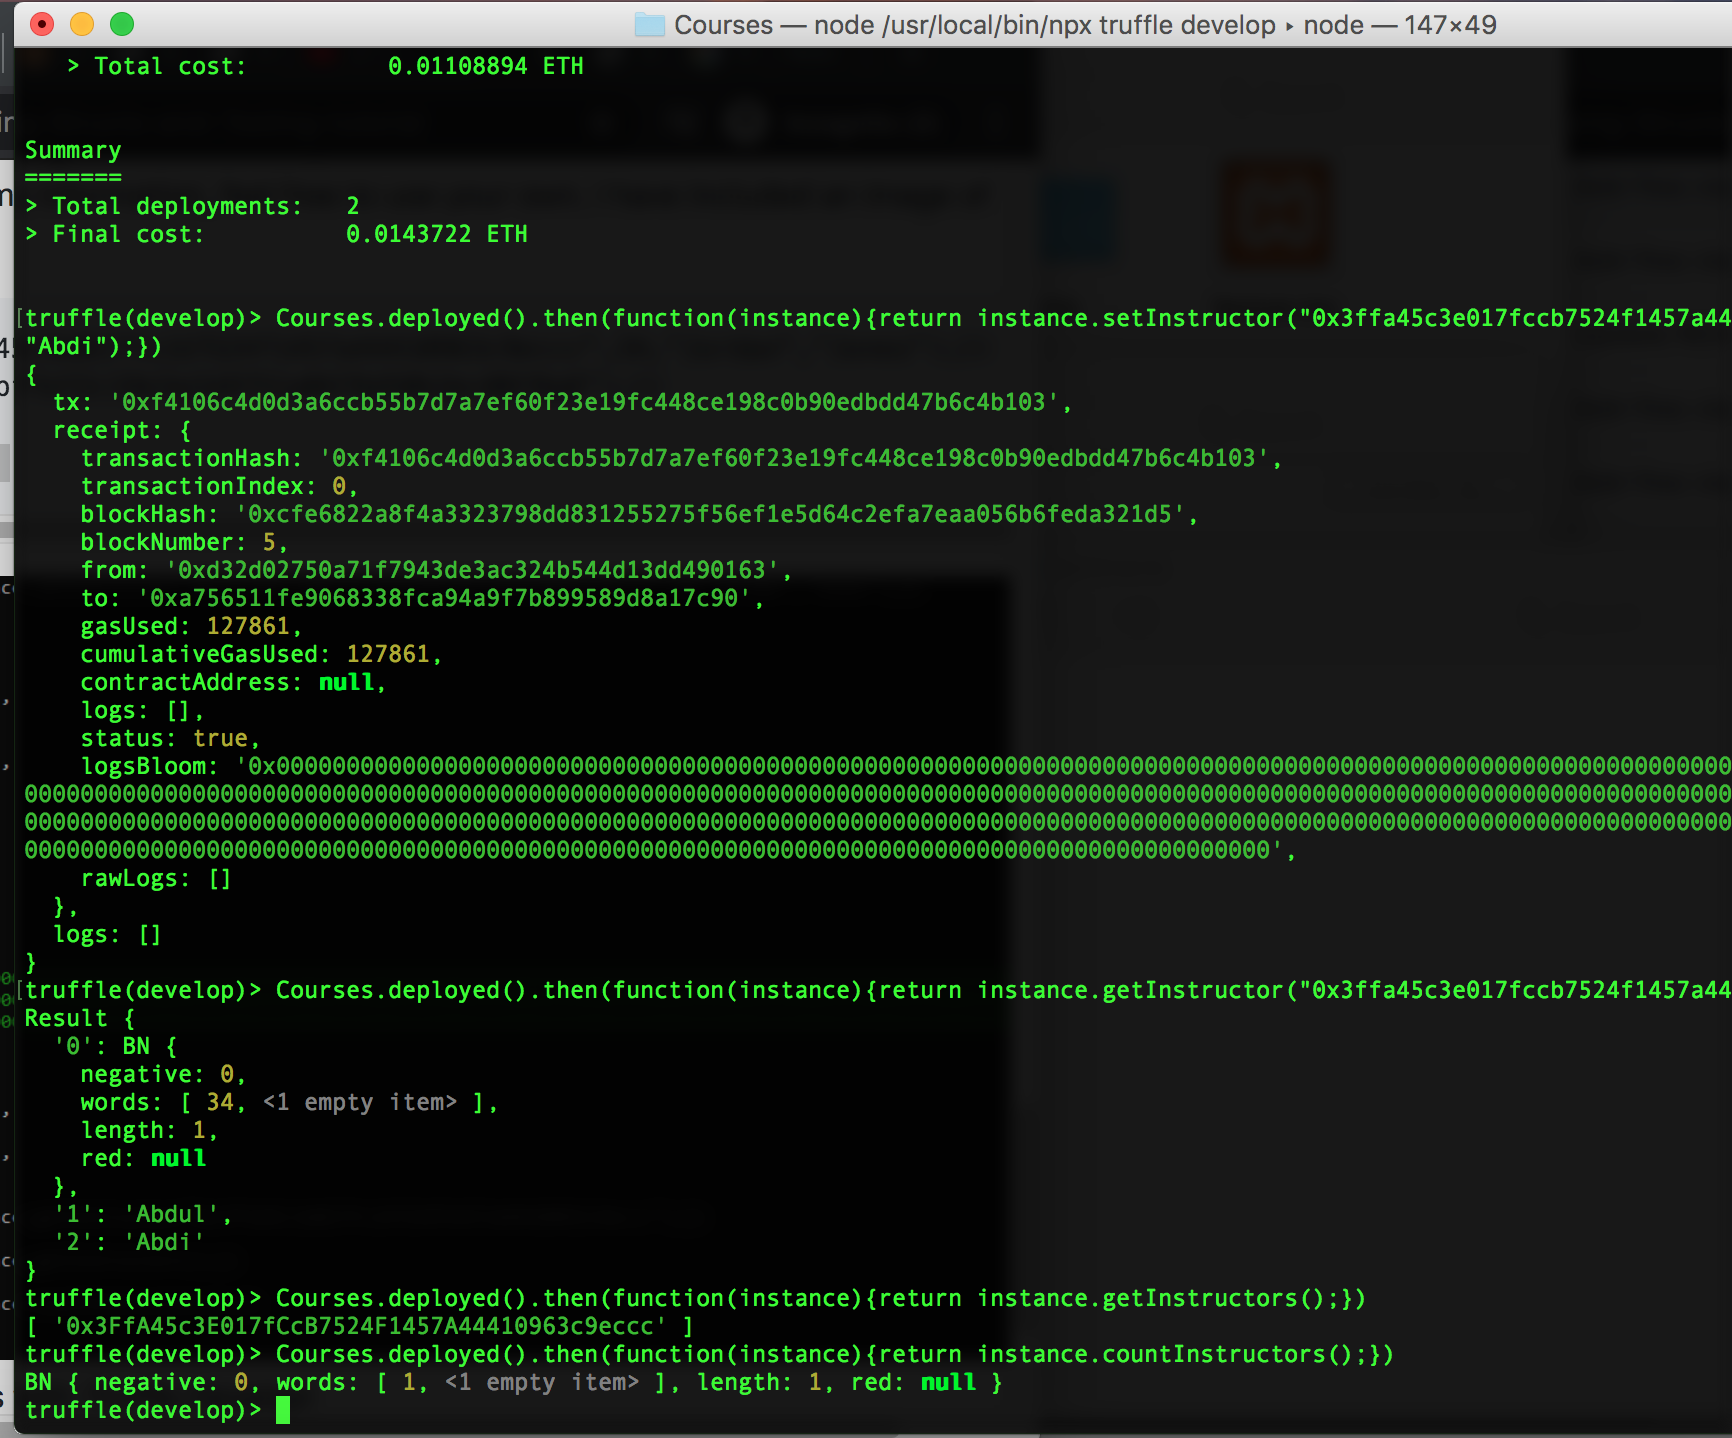 Courses — node /usr/local/bin/npx truffle develop ▸ node — 147×49
> Total cost: 0.01108894 ETH
Summary
=======
> Total deployments: 2
> Final cost: 0.0143722 ETH
[truffle(develop)> Courses.deployed().then(function(instance){return instance.setInstructor("0x3ffa45c3e017fccb7524f1457a44
"Abdi");})
{
tx: '0xf4106c4d0d3a6ccb55b7d7a7ef60f23e19fc448ce198c0b90edbdd47b6c4b103',
receipt: {
transactionHash: '0xf4106c4d0d3a6ccb55b7d7a7ef60f23e19fc448ce198c0b90edbdd47b6c4b103',
transactionIndex: 0,
blockHash: '0xcfe6822a8f4a3323798dd831255275f56ef1e5d64c2efa7eaa056b6feda321d5',
blockNumber: 5,
from: '0xd32d02750a71f7943de3ac324b544d13dd490163',
to: '0xa756511fe9068338fca94a9f7b899589d8a17c90',
gasUsed: 127861,
cumulativeGasUsed: 127861,
contractAddress: null,
logs: [],
status: true,
logsBloom: '0x00000000000000000000000000000000000000000000000000000000000000000000000000000000000000000000000000000000
00000000000000000000000000000000000000000000000000000000000000000000000000000000000000000000000000000000000000000000000000
00000000000000000000000000000000000000000000000000000000000000000000000000000000000000000000000000000000000000000000000000
00000000000000000000000000000000000000000000000000000000000000000000000000000000000000000',
rawLogs: []
},
logs: []
}
[truffle(develop)> Courses.deployed().then(function(instance){return instance.getInstructor("0x3ffa45c3e017fccb7524f1457a44
Result {
'0': BN {
negative: 0,
words: [ 34, <1 empty item> ],
length: 1,
red: null
},
'1': 'Abdul',
'2': 'Abdi'
}
truffle(develop)> Courses.deployed().then(function(instance){return instance.getInstructors();})
[ '0x3FfA45c3E017fCcB7524F1457A44410963c9eccc' ]
truffle(develop)> Courses.deployed().then(function(instance){return instance.countInstructors();})
BN { negative: 0, words: [ 1, <1 empty item> ], length: 1, red: null }
truffle(develop)>